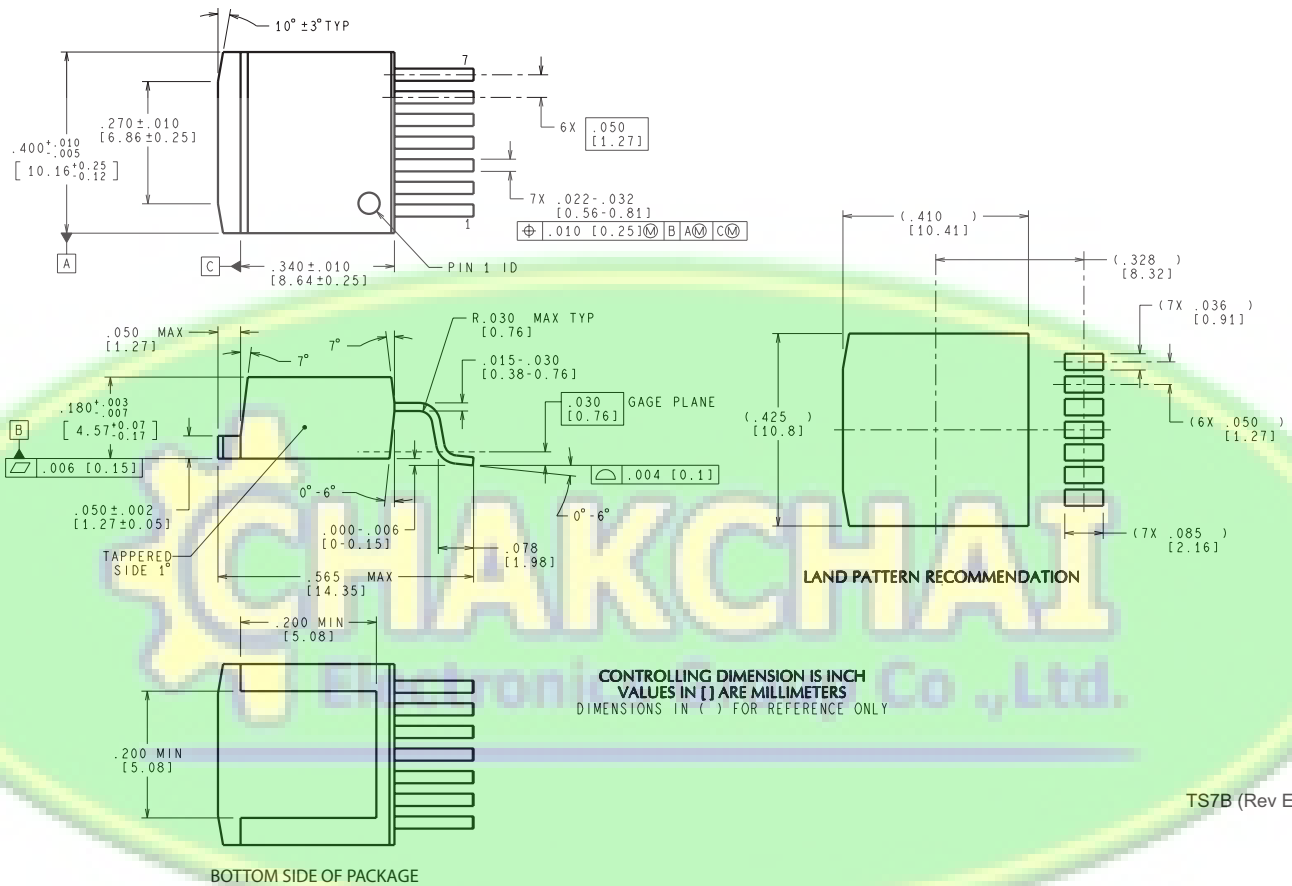 10° ±3° TYP
7
.270±.010
[6.86±0.25]
.400+.010
-.005
[ 10.16+0.25
-0.12 ]
6X .050
[1.27]
7X .022-.032
[0.56-0.81]
⌖ .010 [0.25]Ⓜ B AⓂ CⓂ
1
A
C
.340±.010
[8.64±0.25]
PIN 1 ID
(.410 )
[10.41]
(.328 )
[8.32]
(7X .036 )
[0.91]
(.425 )
[10.8]
(6X .050 )
[1.27]
(7X .085 )
[2.16]
LAND PATTERN RECOMMENDATION
.050 MAX
[1.27]
7°
7°
R.030 MAX TYP
[0.76]
.015-.030
[0.38-0.76]
.030 GAGE PLANE
[0.76]
.180+.003
-.007
[ 4.57+0.07
-0.17 ]
B
⏥ .006 [0.15]
⌓ .004 [0.1]
0°-6°
0°-6°
.050±.002
[1.27±0.05]
.000-.006
[0-0.15]
.078
[1.98]
TAPPERED
SIDE 1°
.565 MAX
[14.35]
CHAKCHAI
Electronic Group Co .,Ltd.
.200 MIN
[5.08]
.200 MIN
[5.08]
CONTROLLING DIMENSION IS INCH
VALUES IN [ ] ARE MILLIMETERS
DIMENSIONS IN ( ) FOR REFERENCE ONLY
TS7B (Rev E
BOTTOM SIDE OF PACKAGE